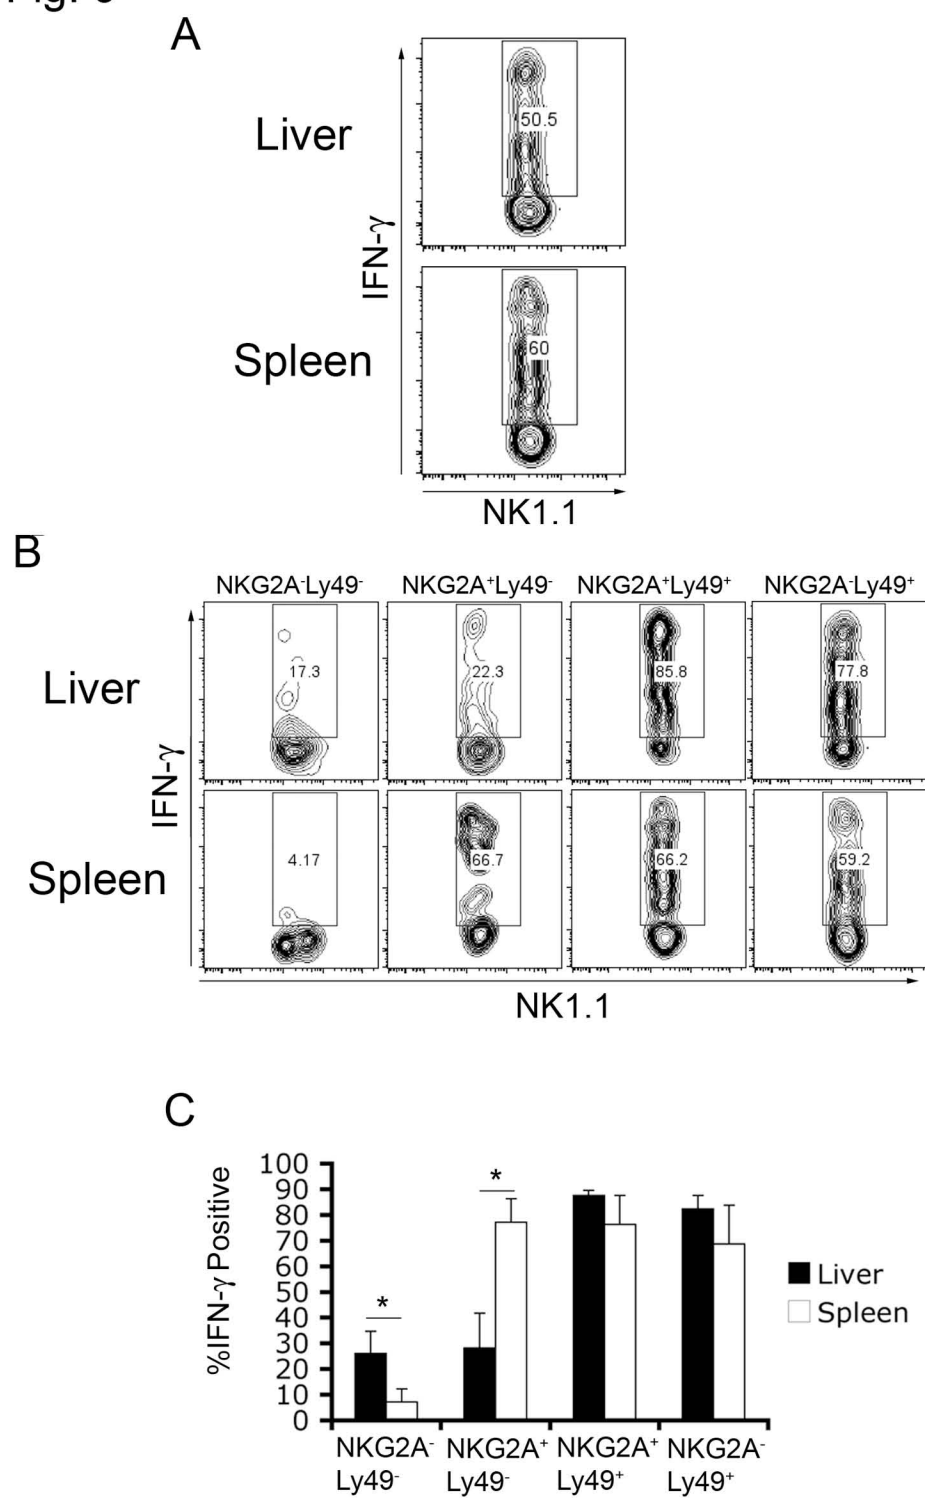 A
Liver
50.5
IFN-γ
Spleen
60
NK1.1
B
NKG2A⁻Ly49⁻ NKG2A⁺Ly49⁻ NKG2A⁺Ly49⁺ NKG2A⁻Ly49⁺
Liver
17.3 22.3 85.8 77.8
IFN-γ
Spleen
4.17 66.7 66.2 59.2
NK1.1
C
%IFN-γ Positive
100
90
80
70
60
50
40
30
20
10
0
*
*
Liver
Spleen
NKG2A⁻ NKG2A⁺ NKG2A⁺ NKG2A⁻
Ly49⁻ Ly49⁻ Ly49⁺ Ly49⁺